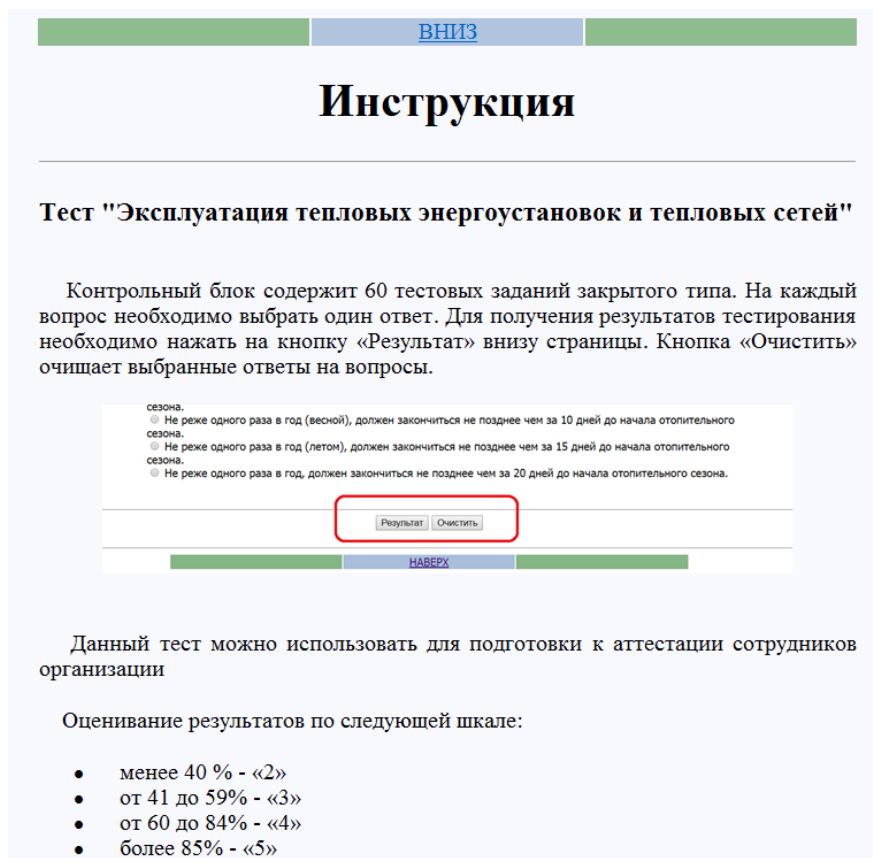 ВНИЗ
Инструкция
Тест "Эксплуатация тепловых энергоустановок и тепловых сетей"
Контрольный блок содержит 60 тестовых заданий закрытого типа. На каждый
вопрос необходимо выбрать один ответ. Для получения результатов тестирования
необходимо нажать на кнопку «Результат» внизу страницы. Кнопка «Очистить»
очищает выбранные ответы на вопросы.
сезона.
Не реже одного раза в год (весной), должен закончиться не позднее чем за 10 дней до начала отопительного
сезона.
Не реже одного раза в год (летом), должен закончиться не позднее чем за 15 дней до начала отопительного
сезона.
Не реже одного раза в год, должен закончиться не позднее чем за 20 дней до начала отопительного сезона.
Результат Очистить
НАВЕРХ
Данный тест можно использовать для подготовки к аттестации сотрудников
организации
Оценивание результатов по следующей шкале:
• менее 40 % - «2»
• от 41 до 59% - «3»
• от 60 до 84% - «4»
• более 85% - «5»